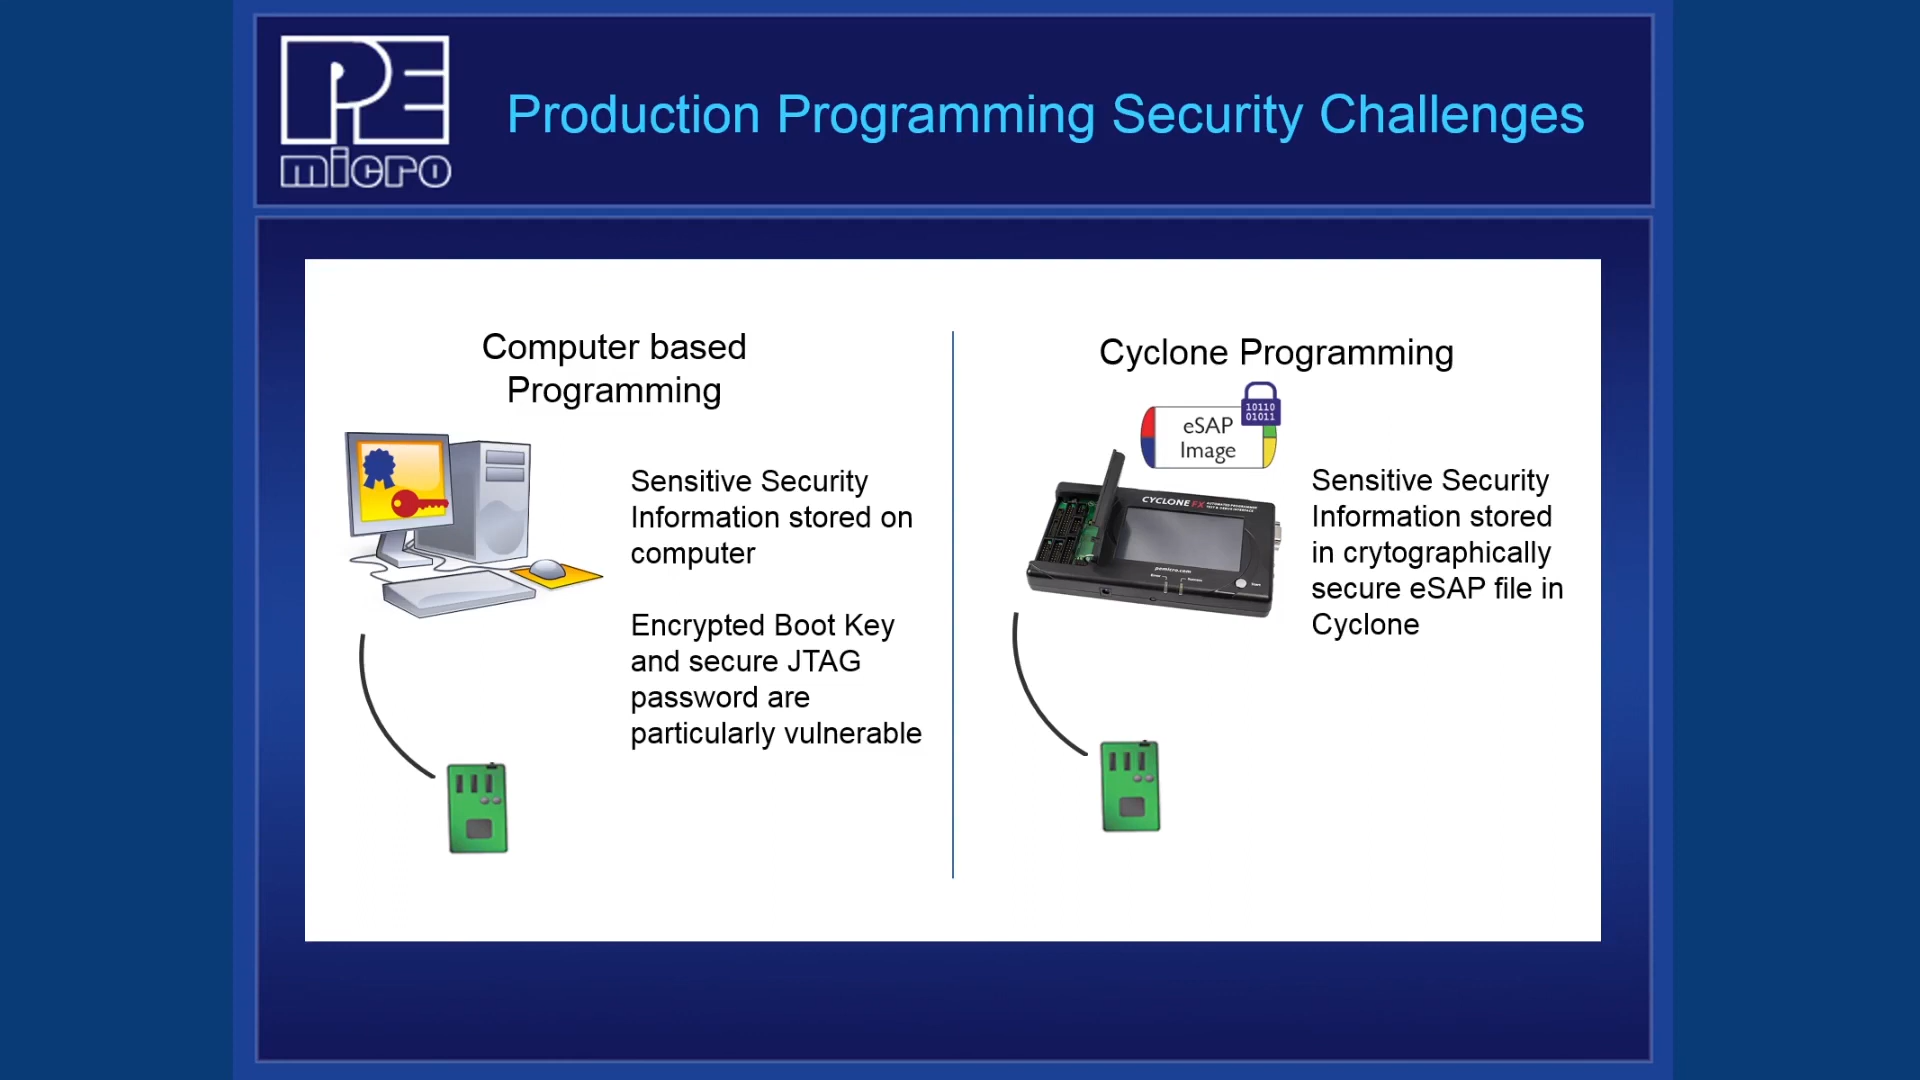 PE
micro
Production Programming Security Challenges
Computer based
Programming
Sensitive Security
Information stored on
computer
Encrypted Boot Key
and secure JTAG
password are
particularly vulnerable
Cyclone Programming
10110
01011
eSAP
Image
CYCLONE FX
pemicro.com
Sensitive Security
Information stored
in crytographically
secure eSAP file in
Cyclone